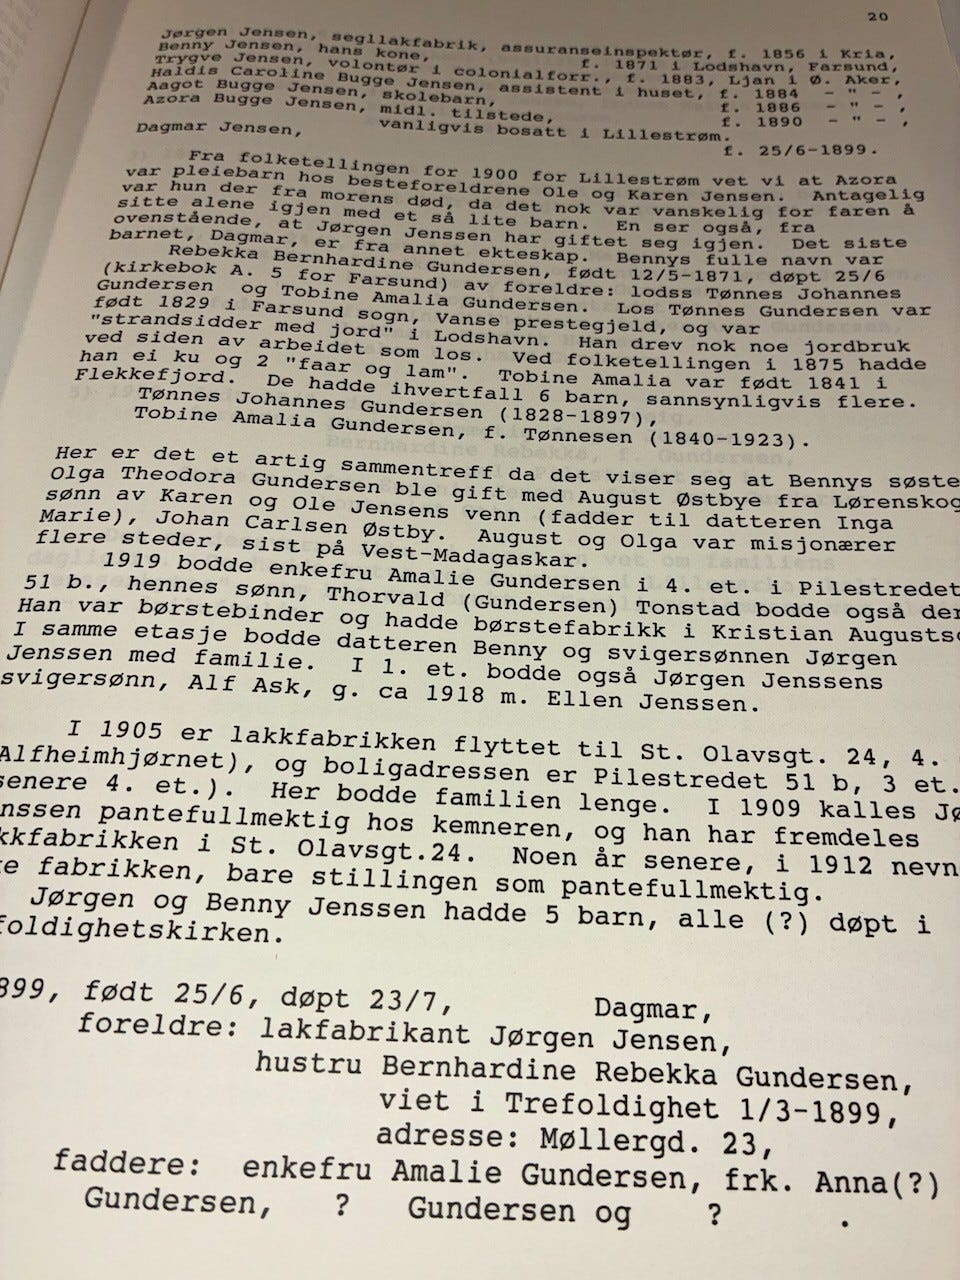 20
Jørgen Jensen, segllakfabrik, assuranseinspektør, f. 1856 i Kria,
Benny Jensen, hans kone, f. 1871 i Lodshavn, Farsund,
Trygve Jensen, volontør i colonialforr., f. 1883, Ljan i Ø. Aker,
Haldis Caroline Bugge Jensen, assistent i huset, f. 1884 - " - ,
Aagot Bugge Jensen, skolebarn, f. 1886 - " - ,
Azora Bugge Jensen, midl. tilstede, f. 1890 - " - ,
vanligvis bosatt i Lillestrøm.
Dagmar Jensen, f. 25/6-1899.
Fra folketellingen for 1900 for Lillestrøm vet vi at Azora
var pleiebarn hos besteforeldrene Ole og Karen Jensen. Antagelig
var hun der fra morens død, da det nok var vanskelig for faren å
sitte alene igjen med et så lite barn. En ser også, fra
ovenstående, at Jørgen Jenssen har giftet seg igjen. Det siste
barnet, Dagmar, er fra annet ekteskap. Bennys fulle navn var
Rebekka Bernhardine Gundersen, født 12/5-1871, døpt 25/6
(kirkebok A. 5 for Farsund) av foreldre: lodss Tønnes Johannes
Gundersen og Tobine Amalia Gundersen. Los Tønnes Gundersen var
født 1829 i Farsund sogn, Vanse prestegjeld, og var
"strandsidder med jord" i Lodshavn. Han drev nok noe jordbruk
ved siden av arbeidet som los. Ved folketellingen i 1875 hadde
han ei ku og 2 "faar og lam". Tobine Amalia var født 1841 i
Flekkefjord. De hadde ihvertfall 6 barn, sannsynligvis flere.
Tønnes Johannes Gundersen (1828-1897),
Tobine Amalia Gundersen, f. Tønnesen (1840-1923).
Her er det et artig sammentreff da det viser seg at Bennys søste
Olga Theodora Gundersen ble gift med August Østbye fra Lørenskog
sønn av Karen og Ole Jensens venn (fadder til datteren Inga
Marie), Johan Carlsen Østby. August og Olga var misjonærer
flere steder, sist på Vest-Madagaskar.
1919 bodde enkefru Amalie Gundersen i 4. et. i Pilestredet
51 b., hennes sønn, Thorvald (Gundersen) Tonstad bodde også der
Han var børstebinder og hadde børstefabrikk i Kristian Augustsg
I samme etasje bodde datteren Benny og svigersønnen Jørgen
Jenssen med familie. I 1. et. bodde også Jørgen Jenssens
svigersønn, Alf Ask, g. ca 1918 m. Ellen Jenssen.
I 1905 er lakkfabrikken flyttet til St. Olavsgt. 24, 4.
Alfheimhjørnet), og boligadressen er Pilestredet 51 b, 3 et.
senere 4. et.). Her bodde familien lenge. I 1909 kalles Jø
nssen pantefullmektig hos kemneren, og han har fremdeles
kkfabrikken i St. Olavsgt.24. Noen år senere, i 1912 nevn
e fabrikken, bare stillingen som pantefullmektig.
Jørgen og Benny Jenssen hadde 5 barn, alle (?) døpt i
foldighetskirken.
899, født 25/6, døpt 23/7, Dagmar,
foreldre: lakfabrikant Jørgen Jensen,
hustru Bernhardine Rebekka Gundersen,
viet i Trefoldighet 1/3-1899,
adresse: Møllergd. 23,
faddere: enkefru Amalie Gundersen, frk. Anna(?)
Gundersen, ? Gundersen og ? .